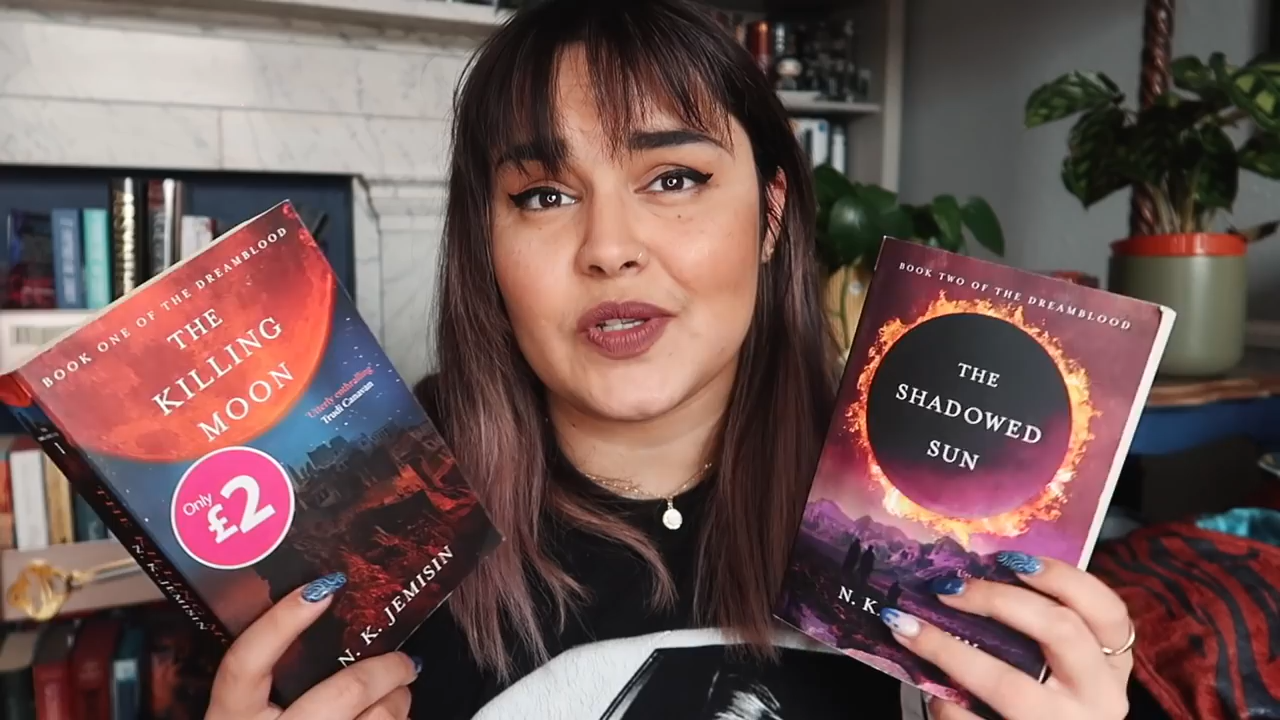 BOOK ONE OF THE DREAMBLOOD
THE
KILLING
MOON
'Utterly enthralling'
Trudi Canavan
Only
£2
N. K. JEMISIN
N. K. JEMISIN
BOOK TWO OF THE DREAMBLOOD
THE
SHADOWED
SUN
N. K.